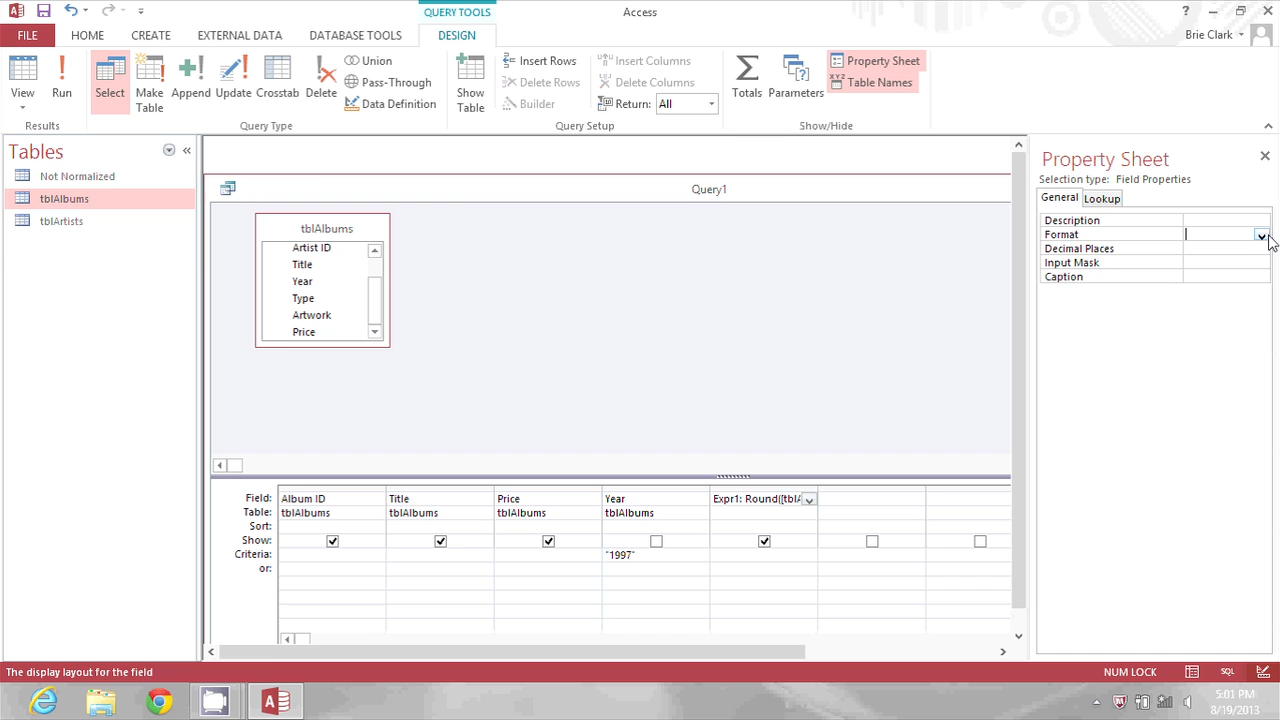 QUERY TOOLS
Access
?
FILE
HOME
CREATE
EXTERNAL DATA
DATABASE TOOLS
DESIGN
Brie Clark
View
Run
Select
Make Table
Append
Update
Crosstab
Delete
Union
Pass-Through
Data Definition
Show Table
Insert Rows
Delete Rows
Builder
Insert Columns
Delete Columns
Return: All
Totals
Parameters
Property Sheet
Table Names
Results
Query Type
Query Setup
Show/Hide
Tables
Not Normalized
tblAlbums
tblArtists
Query1
tblAlbums
Artist ID
Title
Year
Type
Artwork
Price
Field: Album ID Title Price Year Expr1: Round([tblA
Table: tblAlbums tblAlbums tblAlbums tblAlbums
Sort:
Show:
Criteria: "1997"
or:
Property Sheet
Selection type: Field Properties
General Lookup
Description
Format
Decimal Places
Input Mask
Caption
The display layout for the field
NUM LOCK
SQL
5:01 PM
8/19/2013